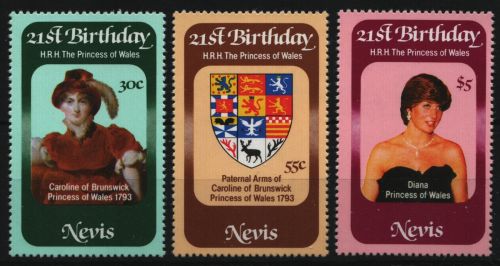 21st Birthday
H.R.H. The Princess of Wales
30c
Caroline of Brunswick
Princess of Wales 1793
Nevis
21st Birthday
H.R.H. The Princess of Wales
55c
Paternal Arms of
Caroline of Brunswick
Princess of Wales 1793
Nevis
21st Birthday
H.R.H. The Princess of Wales
$5
Diana
Princess of Wales
Nevis